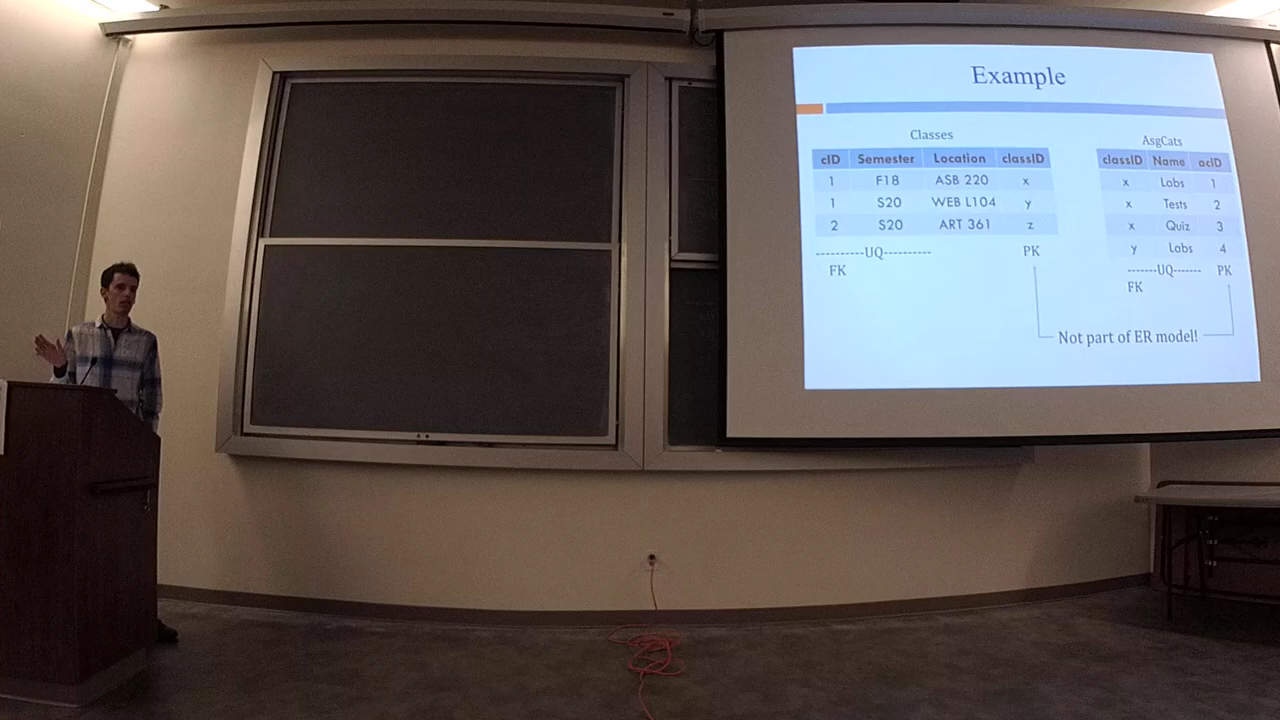 Example
Classes
cID Semester Location classID
1 F18 ASB 220 x
1 S20 WEB L104 y
2 S20 ART 361 z
----------UQ---------- PK
FK
AsgCats
classID Name acID
x Labs 1
x Tests 2
x Quiz 3
y Labs 4
-------UQ------- PK
FK
Not part of ER model!